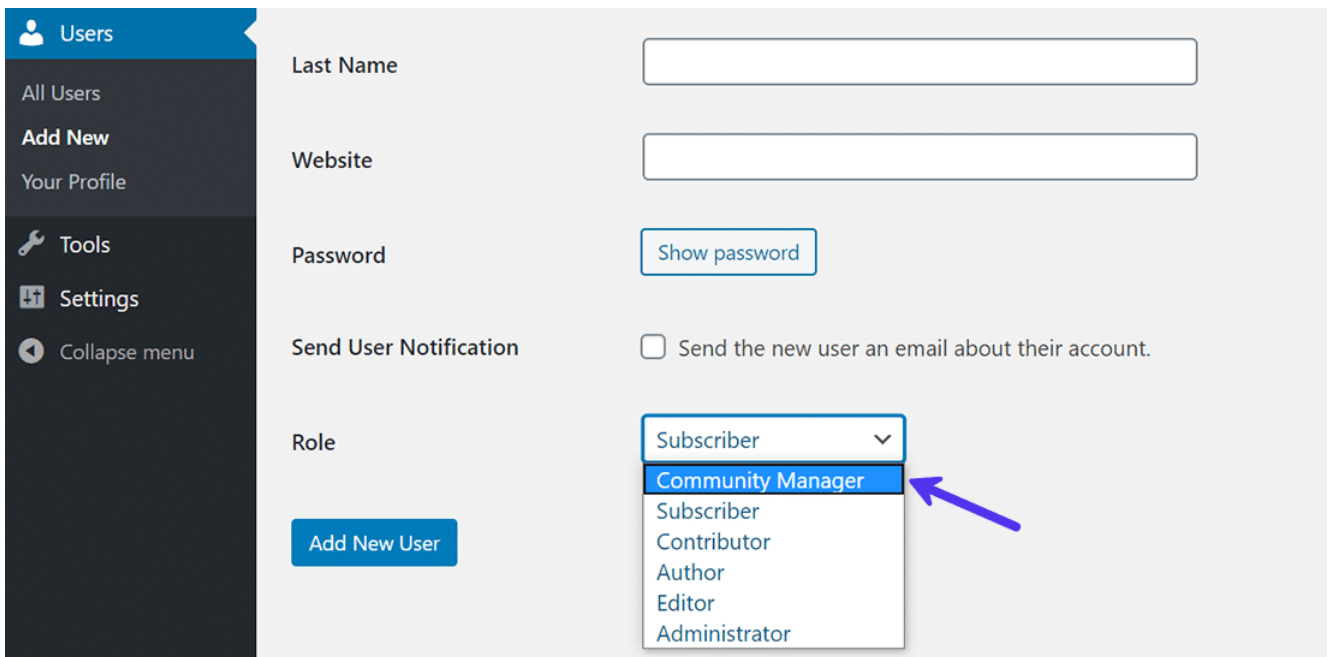 Users
All Users
Add New
Your Profile
Tools
Settings
Collapse menu
Last Name
Website
Password
Show password
Send User Notification
Send the new user an email about their account.
Role
Subscriber
Community Manager
Subscriber
Contributor
Author
Editor
Administrator
Add New User